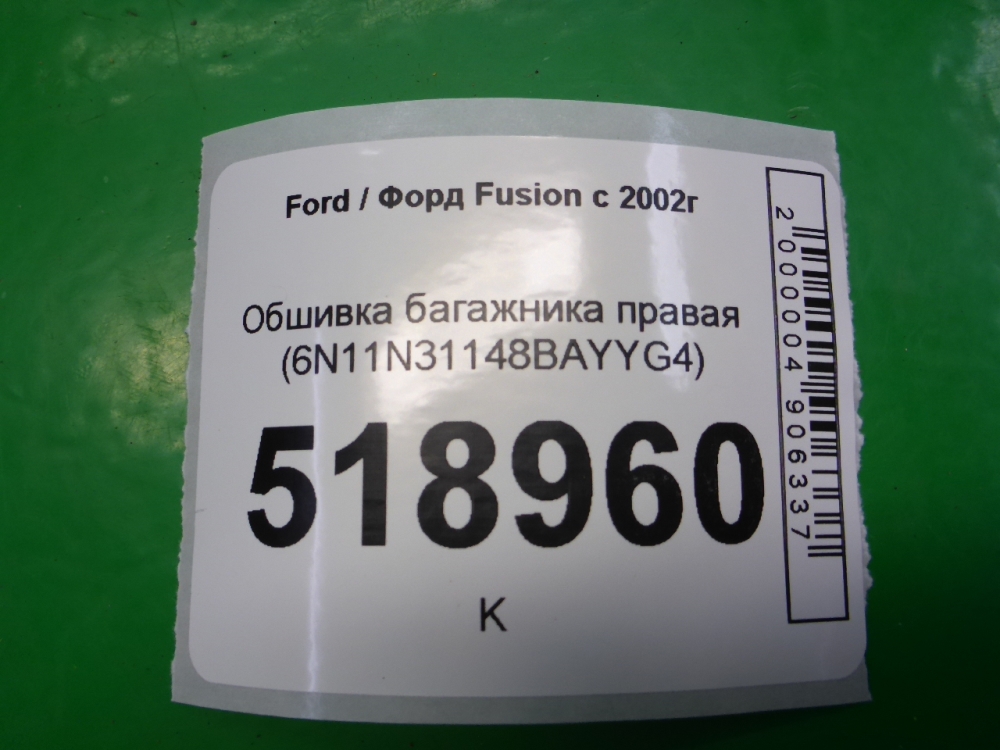 Ford / Форд Fusion с 2002г
Обшивка багажника правая
(6N11N31148BAYYG4)
518960
К
2000004906337